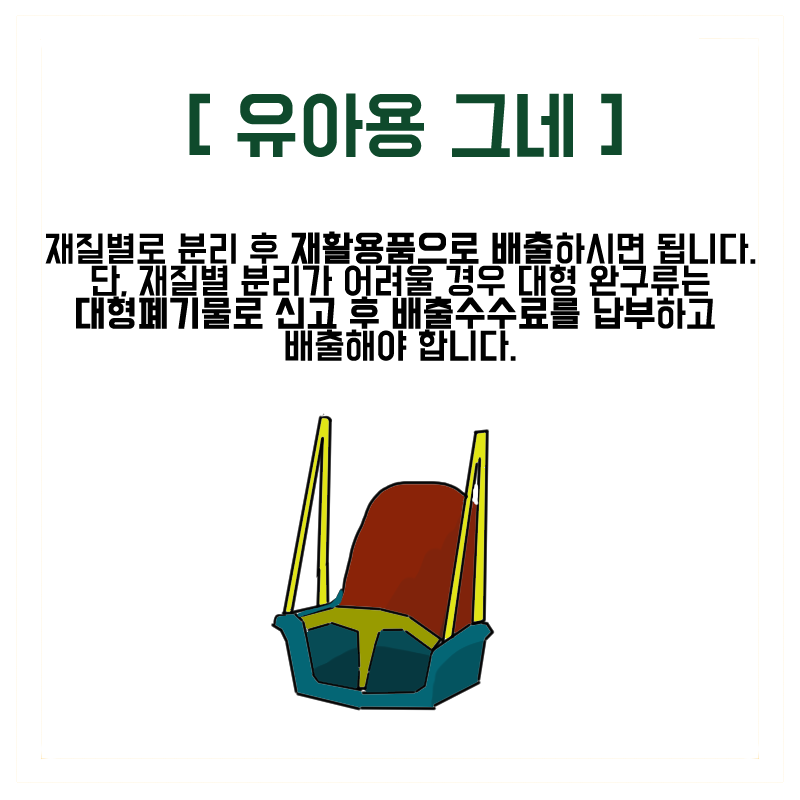 [ 유아용 그네 ]
재질별로 분리 후 재활용품으로 배출하시면 됩니다.
단, 재질별 분리가 어려울 경우 대형 완구류는
대형폐기물로 신고 후 배출수수료를 납부하고
배출해야 합니다.